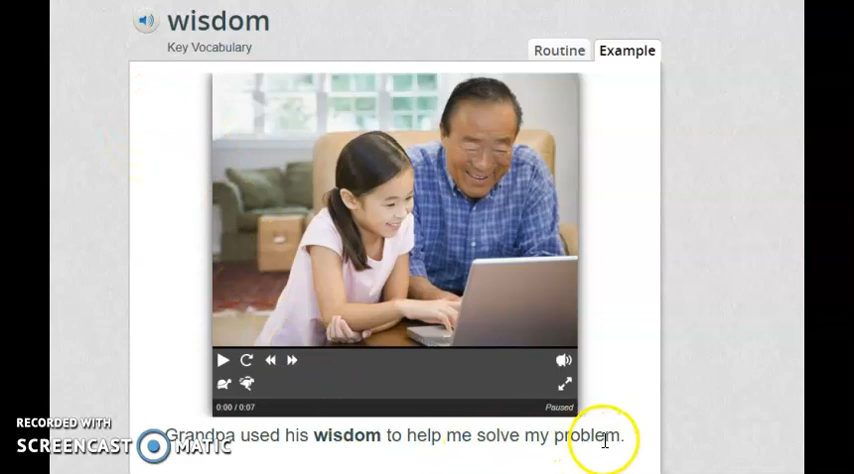 wisdom
Key Vocabulary
Routine
Example
0:00 / 0:07
Paused
Grandpa used his wisdom to help me solve my problem.
RECORDED WITH
SCREENCAST MATIC